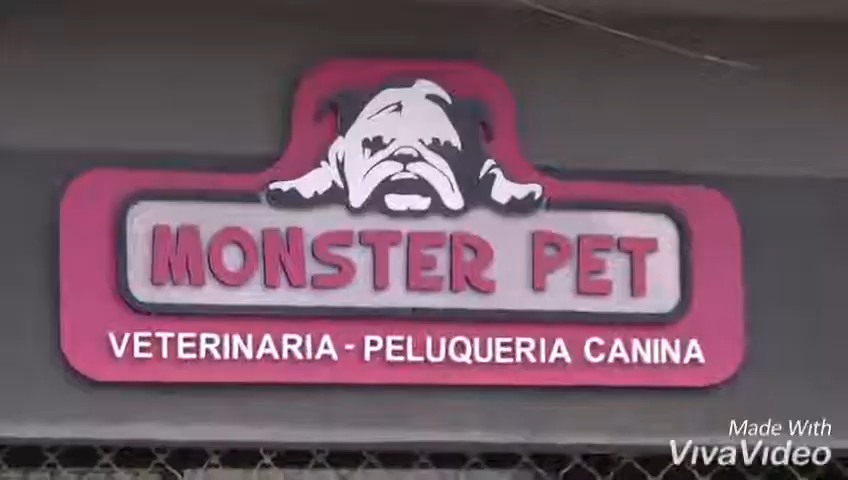 MONSTER PET
VETERINARIA - PELUQUERIA CANINA
Made With
VivaVideo